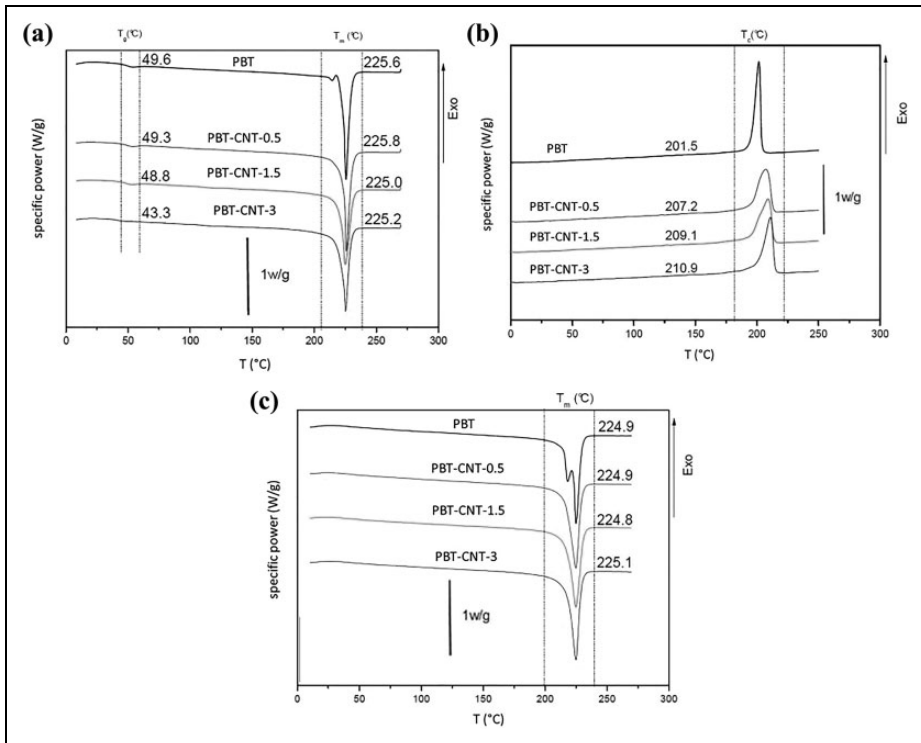 (a)
T_g(°C)
T_m (°C)
49.6
PBT
225.6
Exo
49.3
PBT-CNT-0.5
225.8
48.8
PBT-CNT-1.5
225.0
43.3
PBT-CNT-3
225.2
1w/g
specific power (W/g)
0 50 100 150 200 250 300
T (°C)
(b)
T_c(°C)
Exo
PBT
201.5
1w/g
PBT-CNT-0.5
207.2
PBT-CNT-1.5
209.1
PBT-CNT-3
210.9
specific power (W/g)
0 50 100 150 200 250 300
T (°C)
(c)
T_m (°C)
PBT
224.9
Exo
PBT-CNT-0.5
224.9
PBT-CNT-1.5
224.8
PBT-CNT-3
225.1
1w/g
specific power (W/g)
0 50 100 150 200 250 300
T (°C)